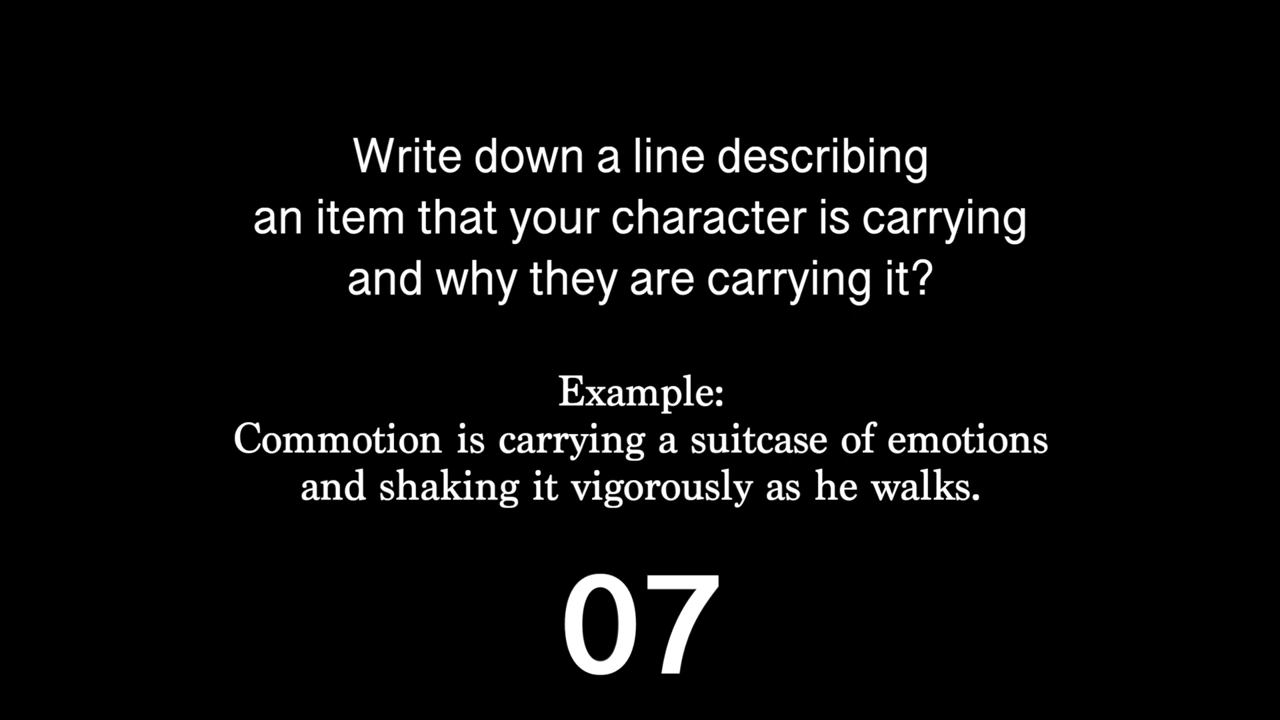 Write down a line describing
an item that your character is carrying
and why they are carrying it?
Example:
Commotion is carrying a suitcase of emotions
and shaking it vigorously as he walks.
07